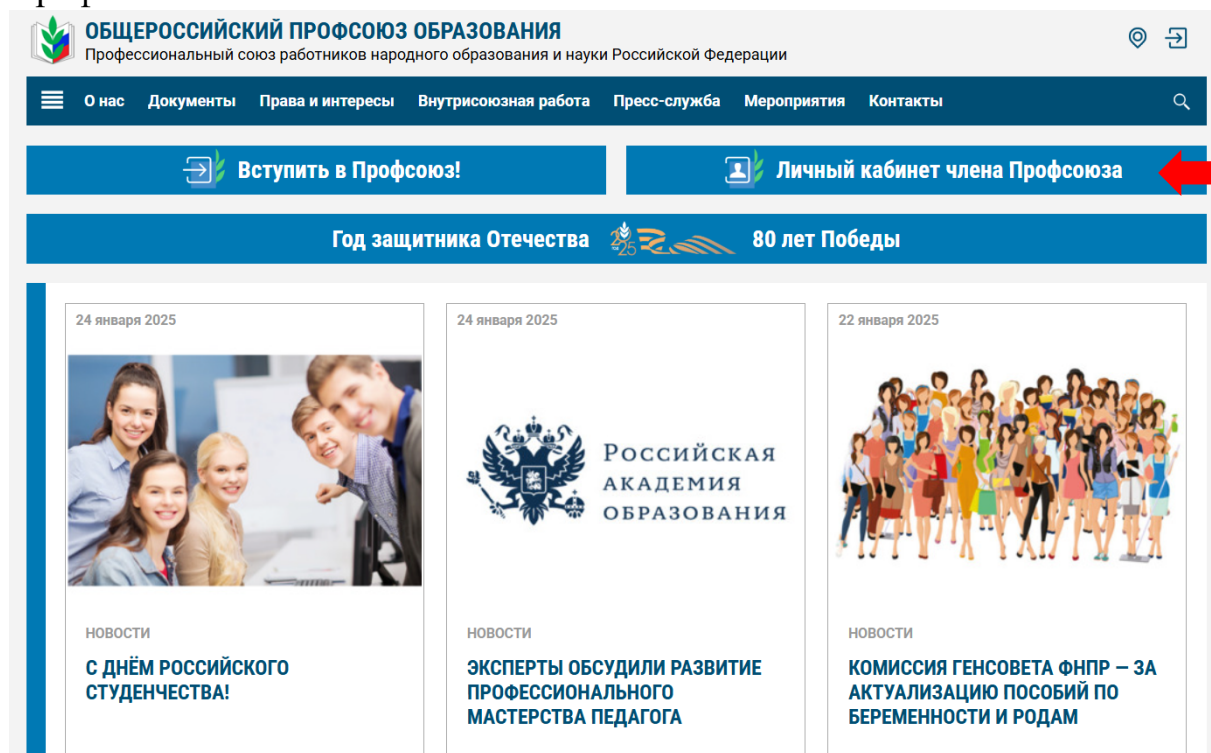 ОБЩЕРОССИЙСКИЙ ПРОФСОЮЗ ОБРАЗОВАНИЯ
Профессиональный союз работников народного образования и науки Российской Федерации
О нас Документы Права и интересы Внутрисоюзная работа Пресс-служба Мероприятия Контакты
Вступить в Профсоюз!
Личный кабинет члена Профсоюза
Год защитника Отечества
80 лет Победы
24 января 2025
НОВОСТИ
С ДНЁМ РОССИЙСКОГО
СТУДЕНЧЕСТВА!
24 января 2025
РОССИЙСКАЯ
АКАДЕМИЯ
ОБРАЗОВАНИЯ
НОВОСТИ
ЭКСПЕРТЫ ОБСУДИЛИ РАЗВИТИЕ
ПРОФЕССИОНАЛЬНОГО
МАСТЕРСТВА ПЕДАГОГА
22 января 2025
НОВОСТИ
КОМИССИЯ ГЕНСОВЕТА ФНПР — ЗА
АКТУАЛИЗАЦИЮ ПОСОБИЙ ПО
БЕРЕМЕННОСТИ И РОДАМ